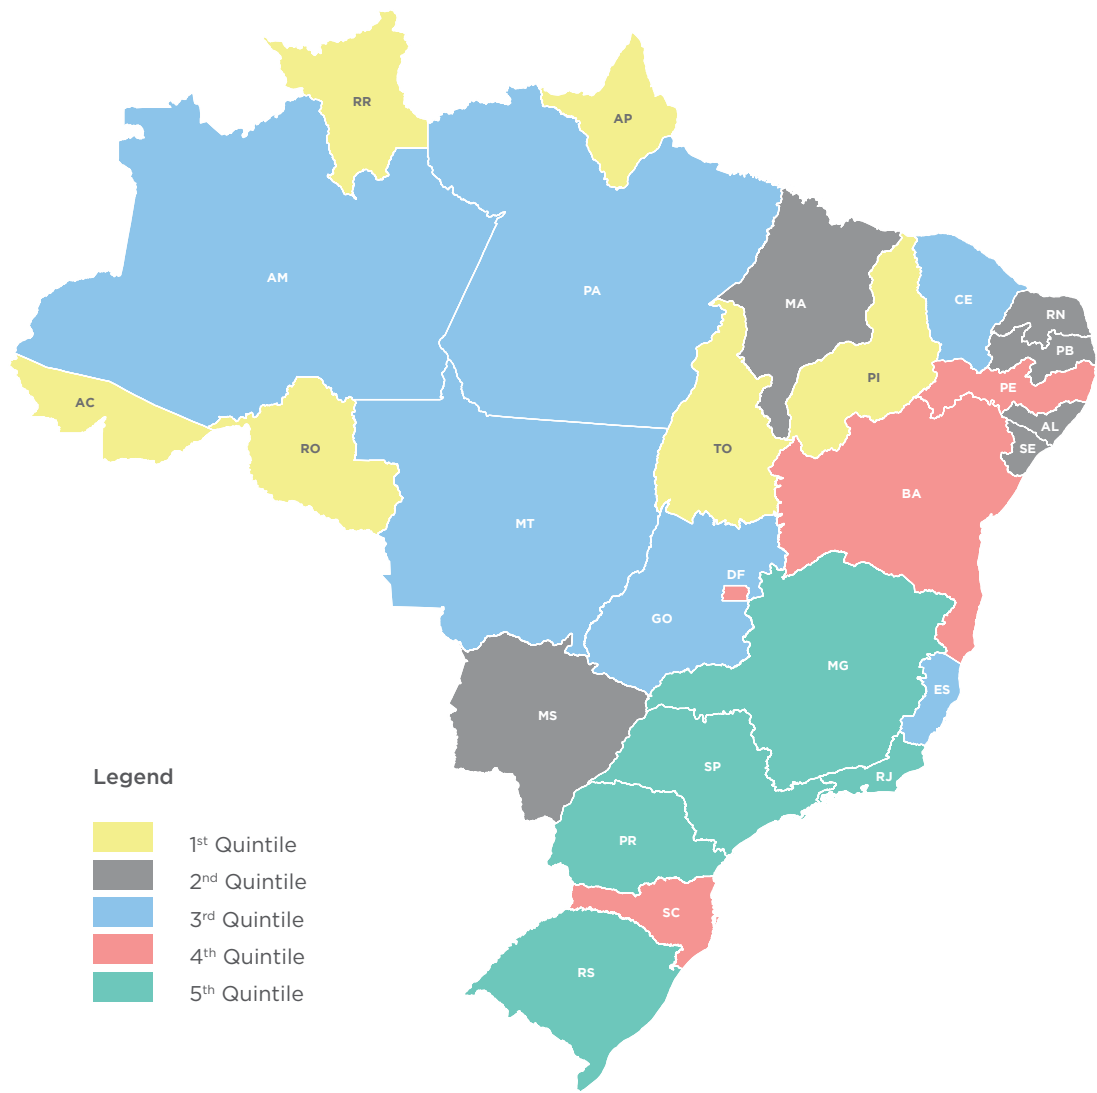 RR
AP
AM
PA
MA
CE
RN
PB
PI
PE
AC
AL
RO
TO
SE
BA
MT
DF
GO
MG
ES
MS
SP
RJ
PR
SC
RS
Legend
1st Quintile
2nd Quintile
3rd Quintile
4th Quintile
5th Quintile